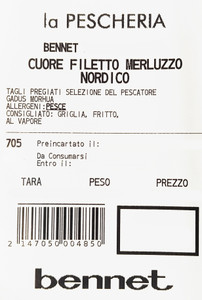 la PESCHERIA
BENNET
CUORE FILETTO MERLUZZO
NORDICO
TAGLI PREGIATI SELEZIONE DEL PESCATORE
GADUS MORHUA
ALLERGENI:PESCE
CONSIGLIATO: GRIGLIA, FRITTO,
AL VAPORE
705 Preincartato il:
Da Consumarsi
Entro il:
TARA PESO PREZZO
2 147050 004850
bennet